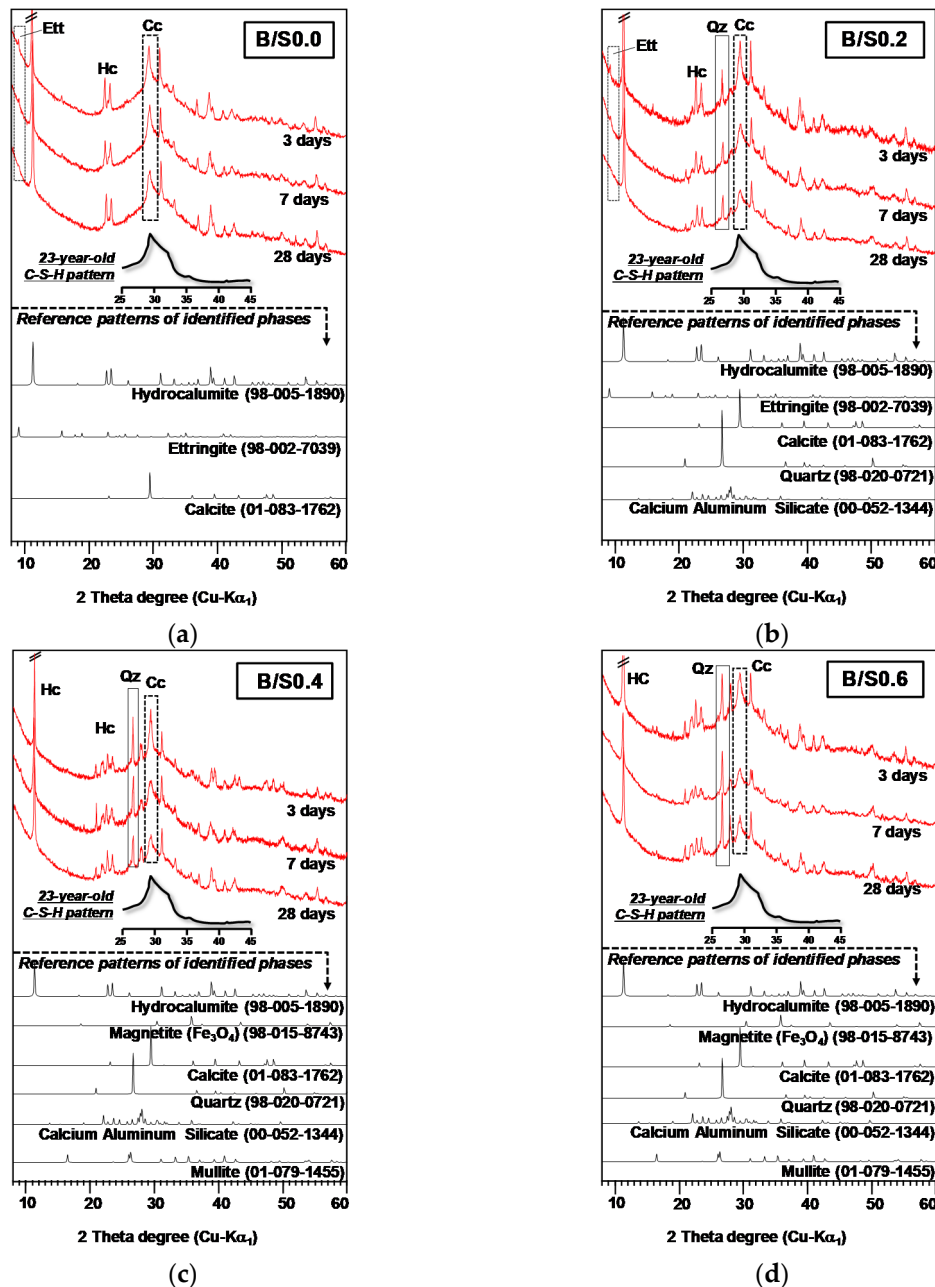 B/S0.0
Ett
Cc
Hc
3 days
7 days
28 days
23-year-old
C-S-H pattern
25 30 35 40 45
Reference patterns of identified phases
Hydrocalumite (98-005-1890)
Ettringite (98-002-7039)
Calcite (01-083-1762)
10 20 30 40 50 60
2 Theta degree (Cu-Kα₁)
(a)
B/S0.2
Ett
Qz
Cc
Hc
3 days
7 days
28 days
23-year-old
C-S-H pattern
25 30 35 40 45
Reference patterns of identified phases
Hydrocalumite (98-005-1890)
Ettringite (98-002-7039)
Calcite (01-083-1762)
Quartz (98-020-0721)
Calcium Aluminum Silicate (00-052-1344)
10 20 30 40 50 60
2 Theta degree (Cu-Kα₁)
(b)
B/S0.4
Qz
Cc
Hc
Hc
3 days
7 days
28 days
23-year-old
C-S-H pattern
25 30 35 40 45
Reference patterns of identified phases
Hydrocalumite (98-005-1890)
Magnetite (Fe₃O₄) (98-015-8743)
Calcite (01-083-1762)
Quartz (98-020-0721)
Calcium Aluminum Silicate (00-052-1344)
Mullite (01-079-1455)
10 20 30 40 50 60
2 Theta degree (Cu-Kα₁)
(c)
B/S0.6
Qz
Cc
HC
3 days
7 days
28 days
23-year-old
C-S-H pattern
25 30 35 40 45
Reference patterns of identified phases
Hydrocalumite (98-005-1890)
Magnetite (Fe₃O₄) (98-015-8743)
Calcite (01-083-1762)
Quartz (98-020-0721)
Calcium Aluminum Silicate (00-052-1344)
Mullite (01-079-1455)
10 20 30 40 50 60
2 Theta degree (Cu-Kα₁)
(d)